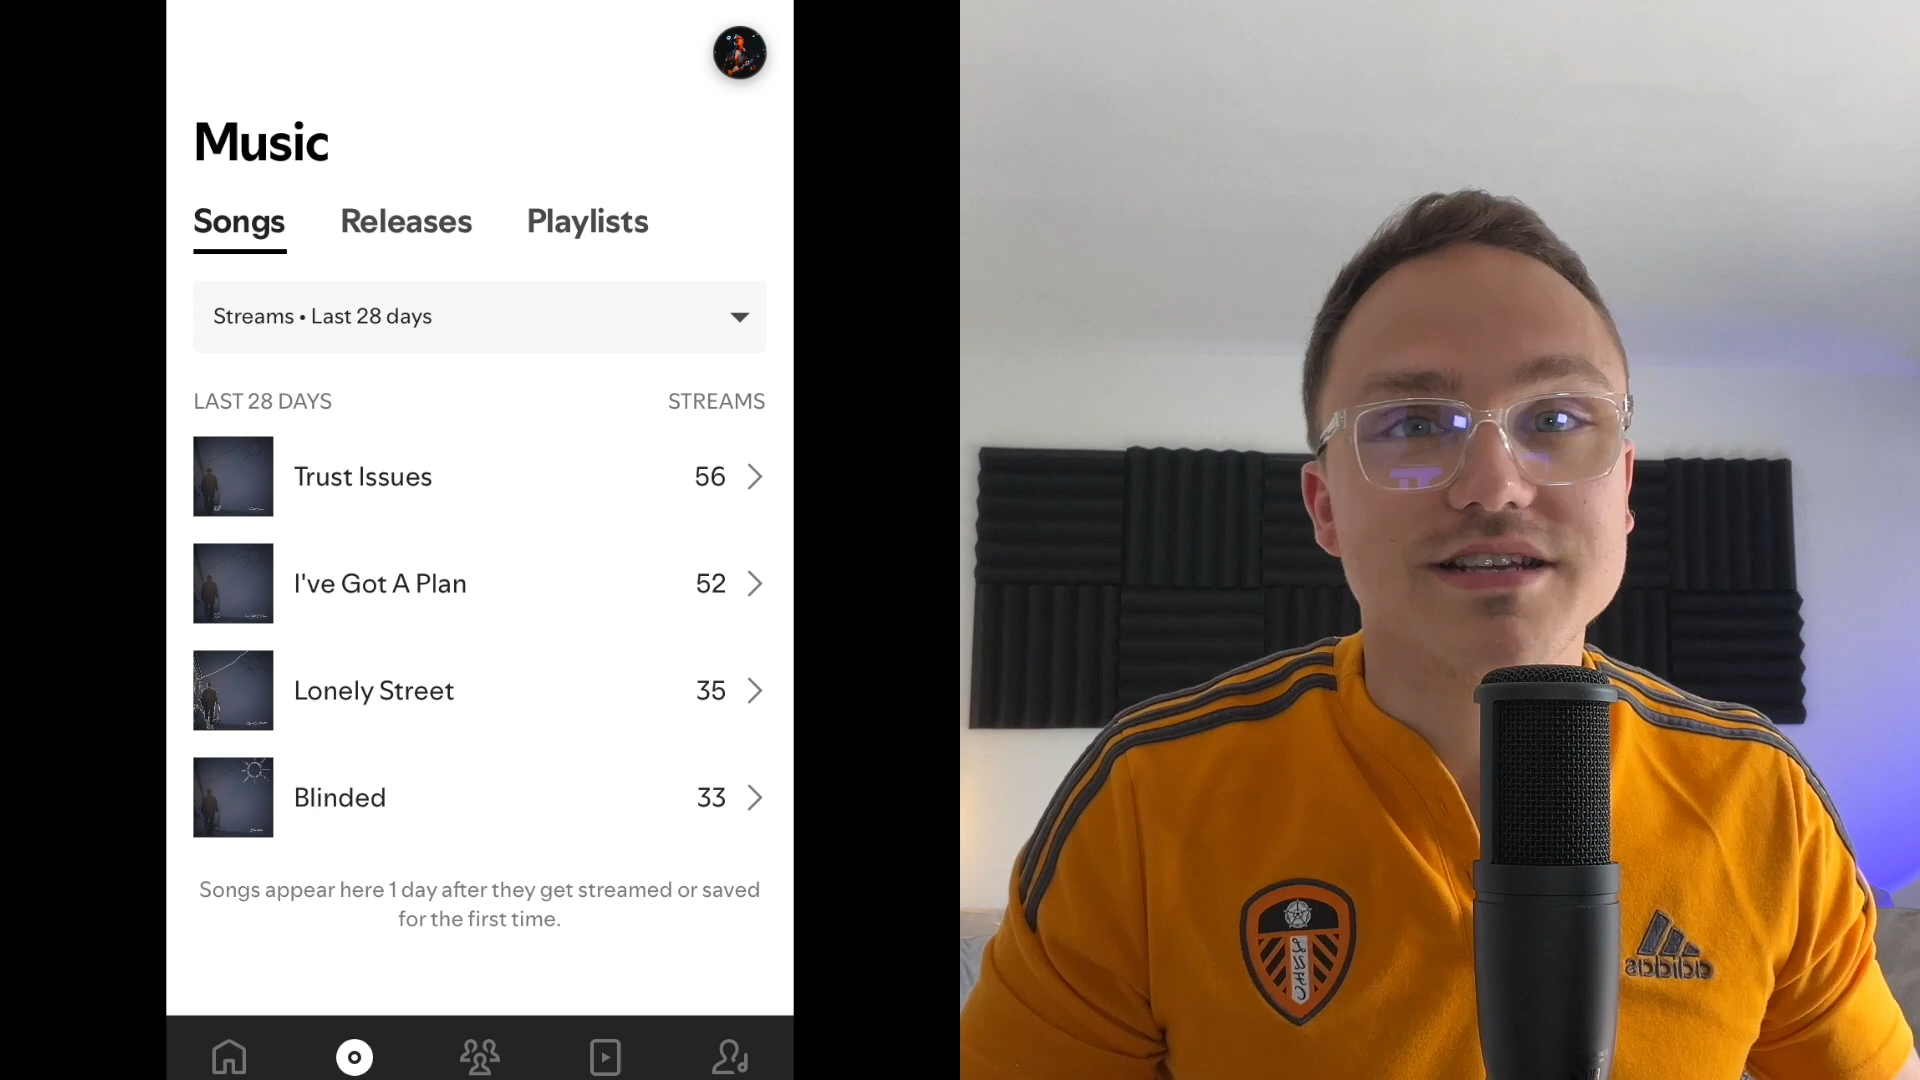 Music
Songs Releases Playlists
Streams • Last 28 days
LAST 28 DAYS STREAMS
Trust Issues 56
I've Got A Plan 52
Lonely Street 35
Blinded 33
Songs appear here 1 day after they get streamed or saved
for the first time.
adidas